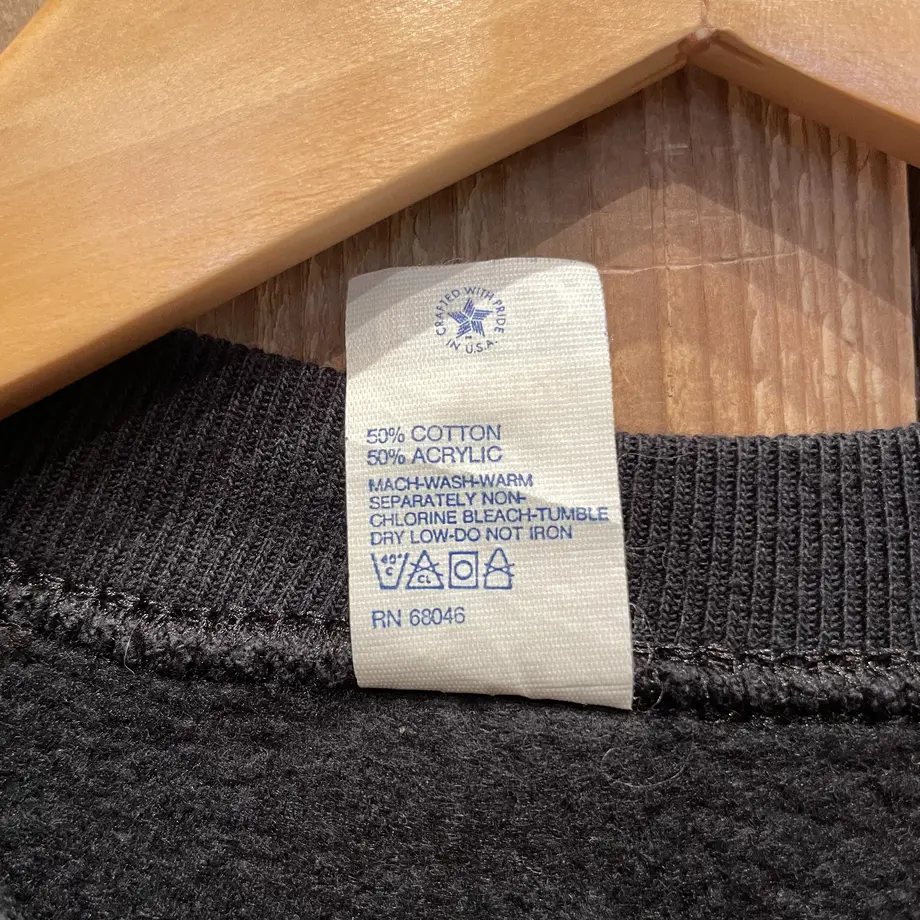 CRAFTED WITH PRIDE
IN U.S.A.
50% COTTON
50% ACRYLIC
MACH-WASH-WARM
SEPARATELY NON-
CHLORINE BLEACH-TUMBLE
DRY LOW-DO NOT IRON
40°
C
CL
RN 68046